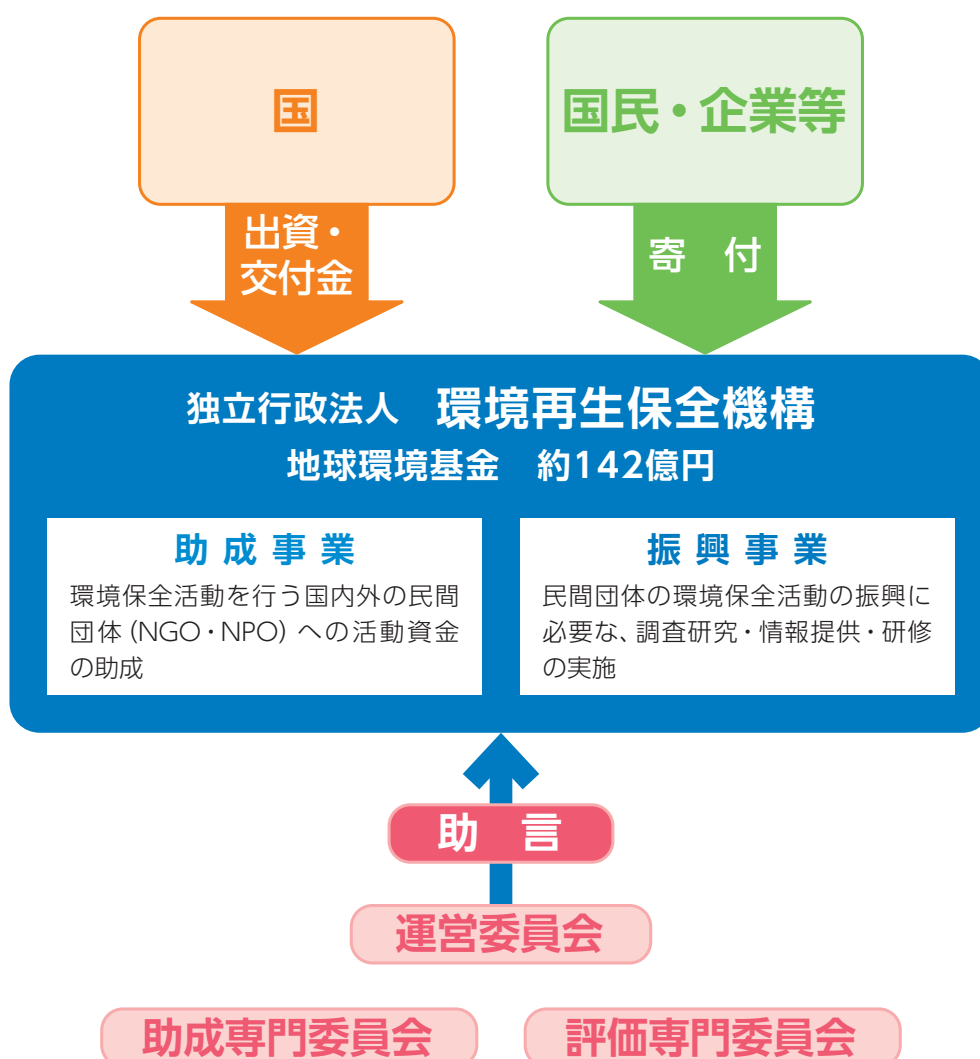 国
国民・企業等
出資・
交付金
寄 付
独立行政法人 環境再生保全機構
地球環境基金 約142億円
助成事業
環境保全活動を行う国内外の民間
団体(NGO・NPO)への活動資金
の助成
振興事業
民間団体の環境保全活動の振興に
必要な、調査研究・情報提供・研修
の実施
助 言
運営委員会
助成専門委員会
評価専門委員会